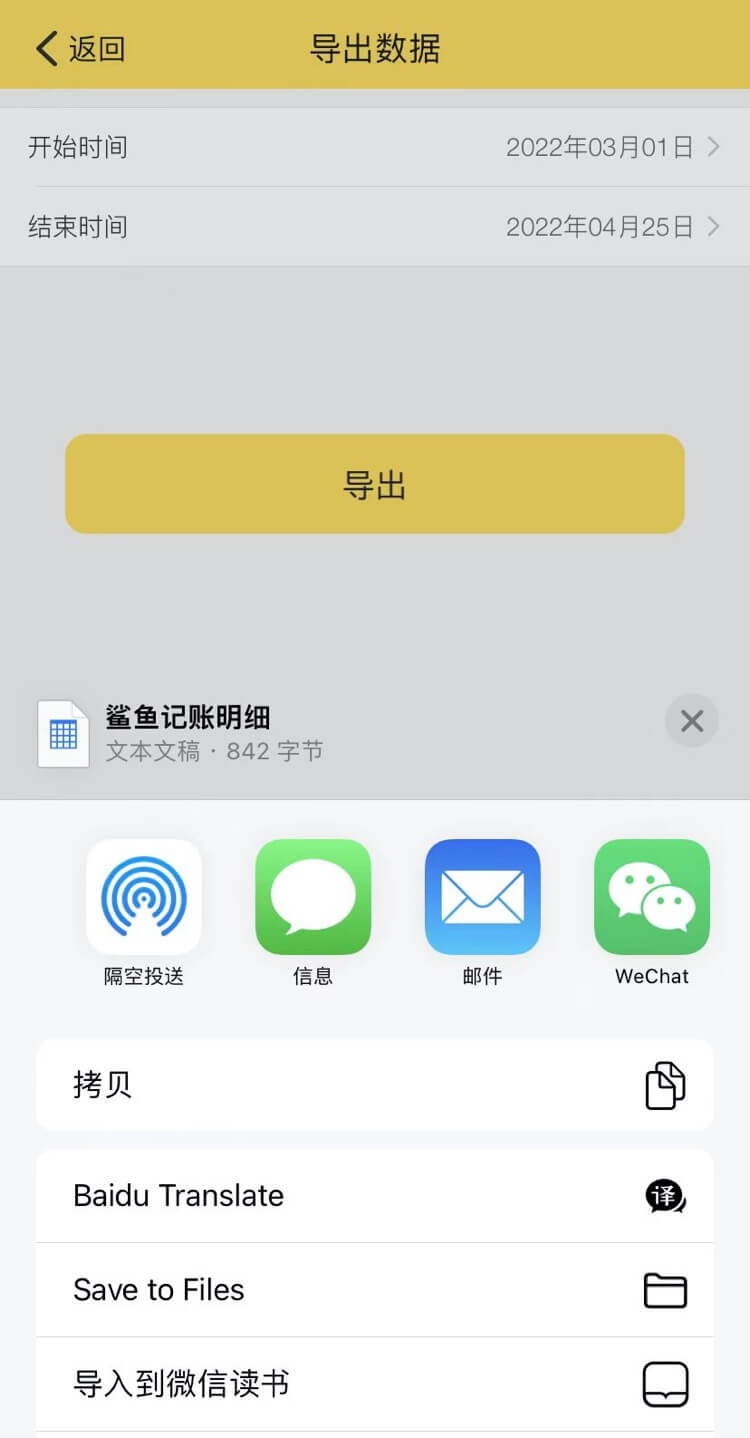 返回
导出数据
开始时间
2022年03月01日
结束时间
2022年04月25日
导出
鲨鱼记账明细
文本文稿 · 842 字节
隔空投送
信息
邮件
WeChat
拷贝
Baidu Translate
译
Save to Files
导入到微信读书